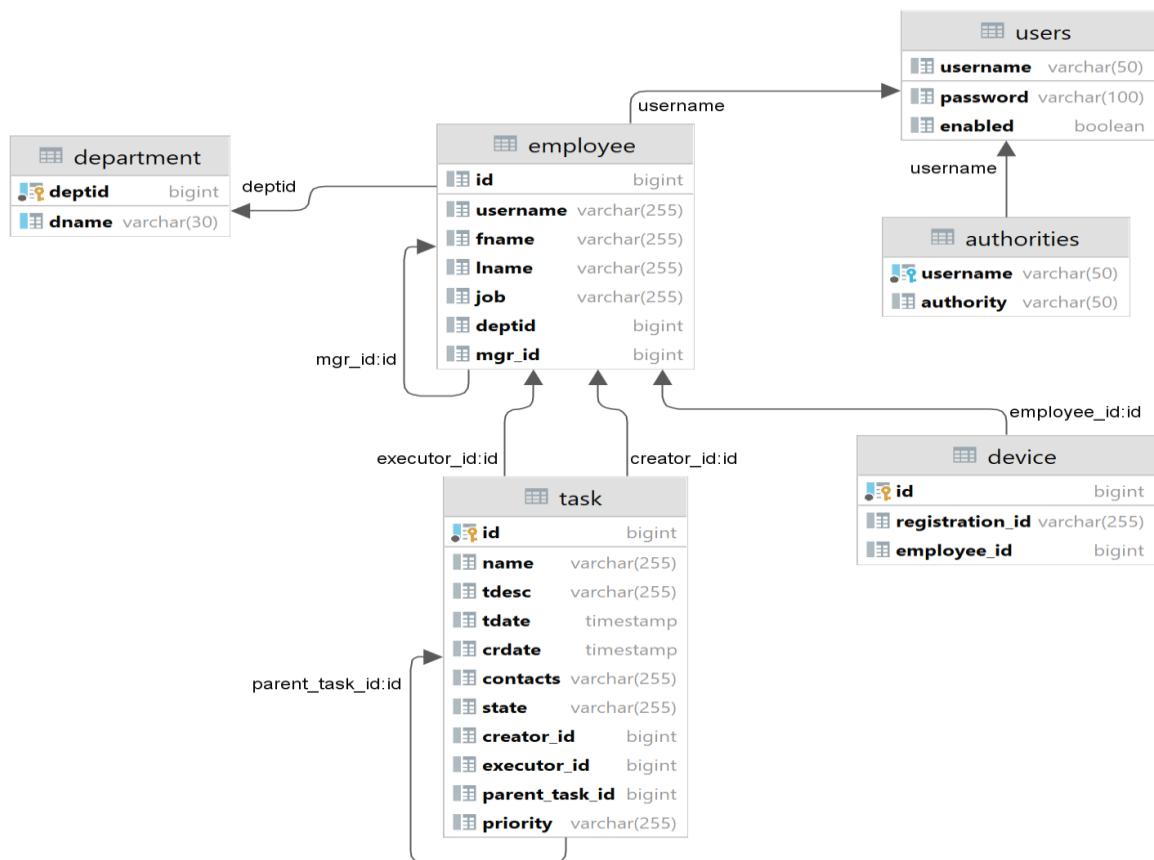 users
username varchar(50)
password varchar(100)
enabled boolean
username
employee
id bigint
username varchar(255)
fname varchar(255)
lname varchar(255)
job varchar(255)
deptid bigint
mgr_id bigint
department
deptid bigint
dname varchar(30)
deptid
username
authorities
username varchar(50)
authority varchar(50)
mgr_id:id
executor_id:id
creator_id:id
employee_id:id
device
id bigint
registration_id varchar(255)
employee_id bigint
task
id bigint
name varchar(255)
tdesc varchar(255)
tdate timestamp
crdate timestamp
contacts varchar(255)
state varchar(255)
creator_id bigint
executor_id bigint
parent_task_id bigint
priority varchar(255)
parent_task_id:id